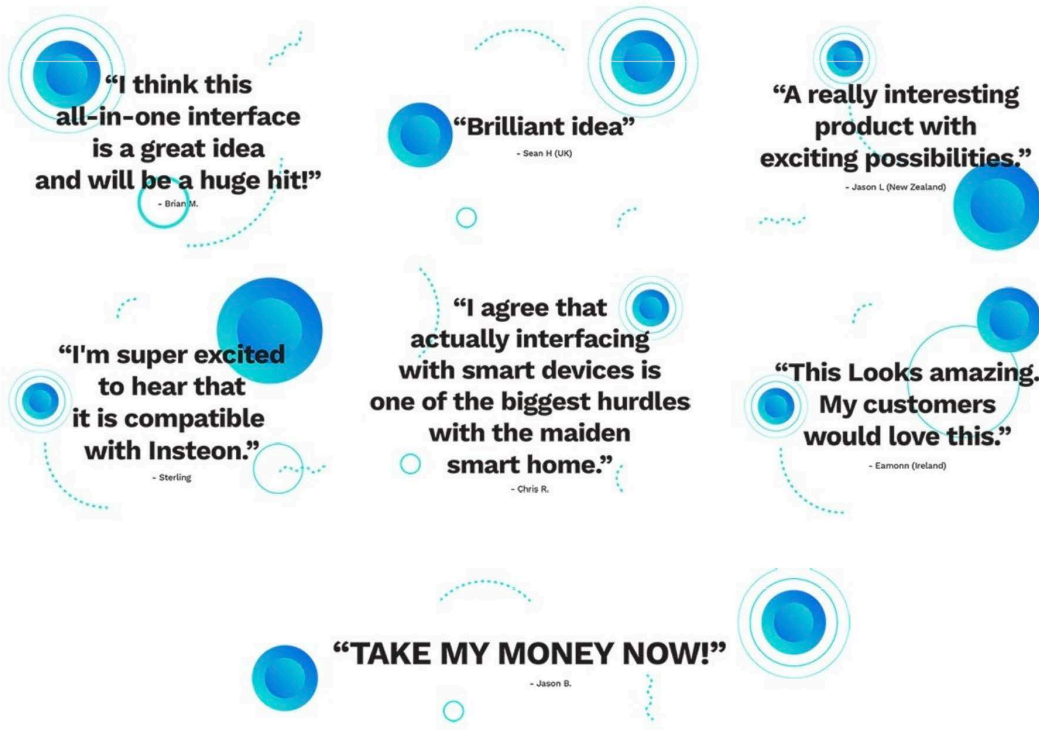 “I think this
all-in-one interface
is a great idea
and will be a huge hit!”
- Brian M.
“Brilliant idea”
- Sean H (UK)
“A really interesting
product with
exciting possibilities.”
- Jason L (New Zealand)
“I'm super excited
to hear that
it is compatible
with Insteon.”
- Sterling
“I agree that
actually interfacing
with smart devices is
one of the biggest hurdles
with the maiden
smart home.”
- Chris R.
“This Looks amazing.
My customers
would love this.”
- Eamonn (Ireland)
“TAKE MY MONEY NOW!”
- Jason B.